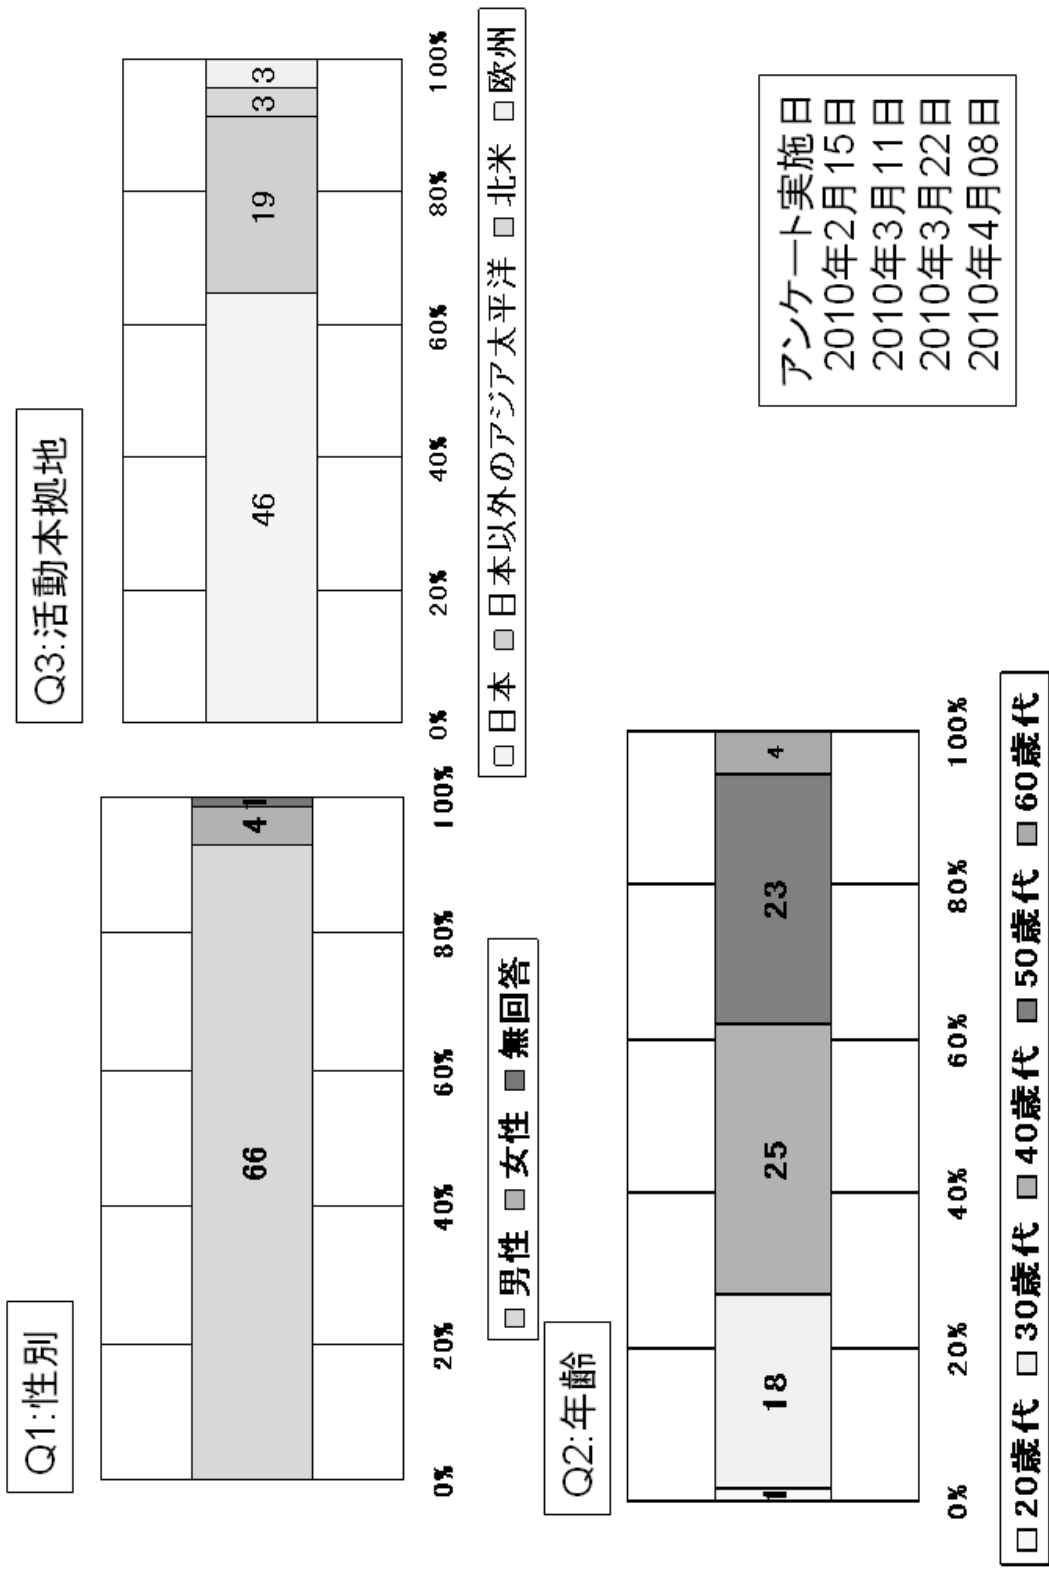 Q1:性別
66
4
1
0%
20%
40%
60%
80%
100%
男性 女性 無回答
Q3:活動本拠地
46
19
3
3
0%
20%
40%
60%
80%
100%
日本 日本以外のアジア太平洋 北米 欧州
Q2:年齢
1
18
25
23
4
0%
20%
40%
60%
80%
100%
20歳代 30歳代 40歳代 50歳代 60歳代
アンケート実施日
2010年2月15日
2010年3月11日
2010年3月22日
2010年4月08日